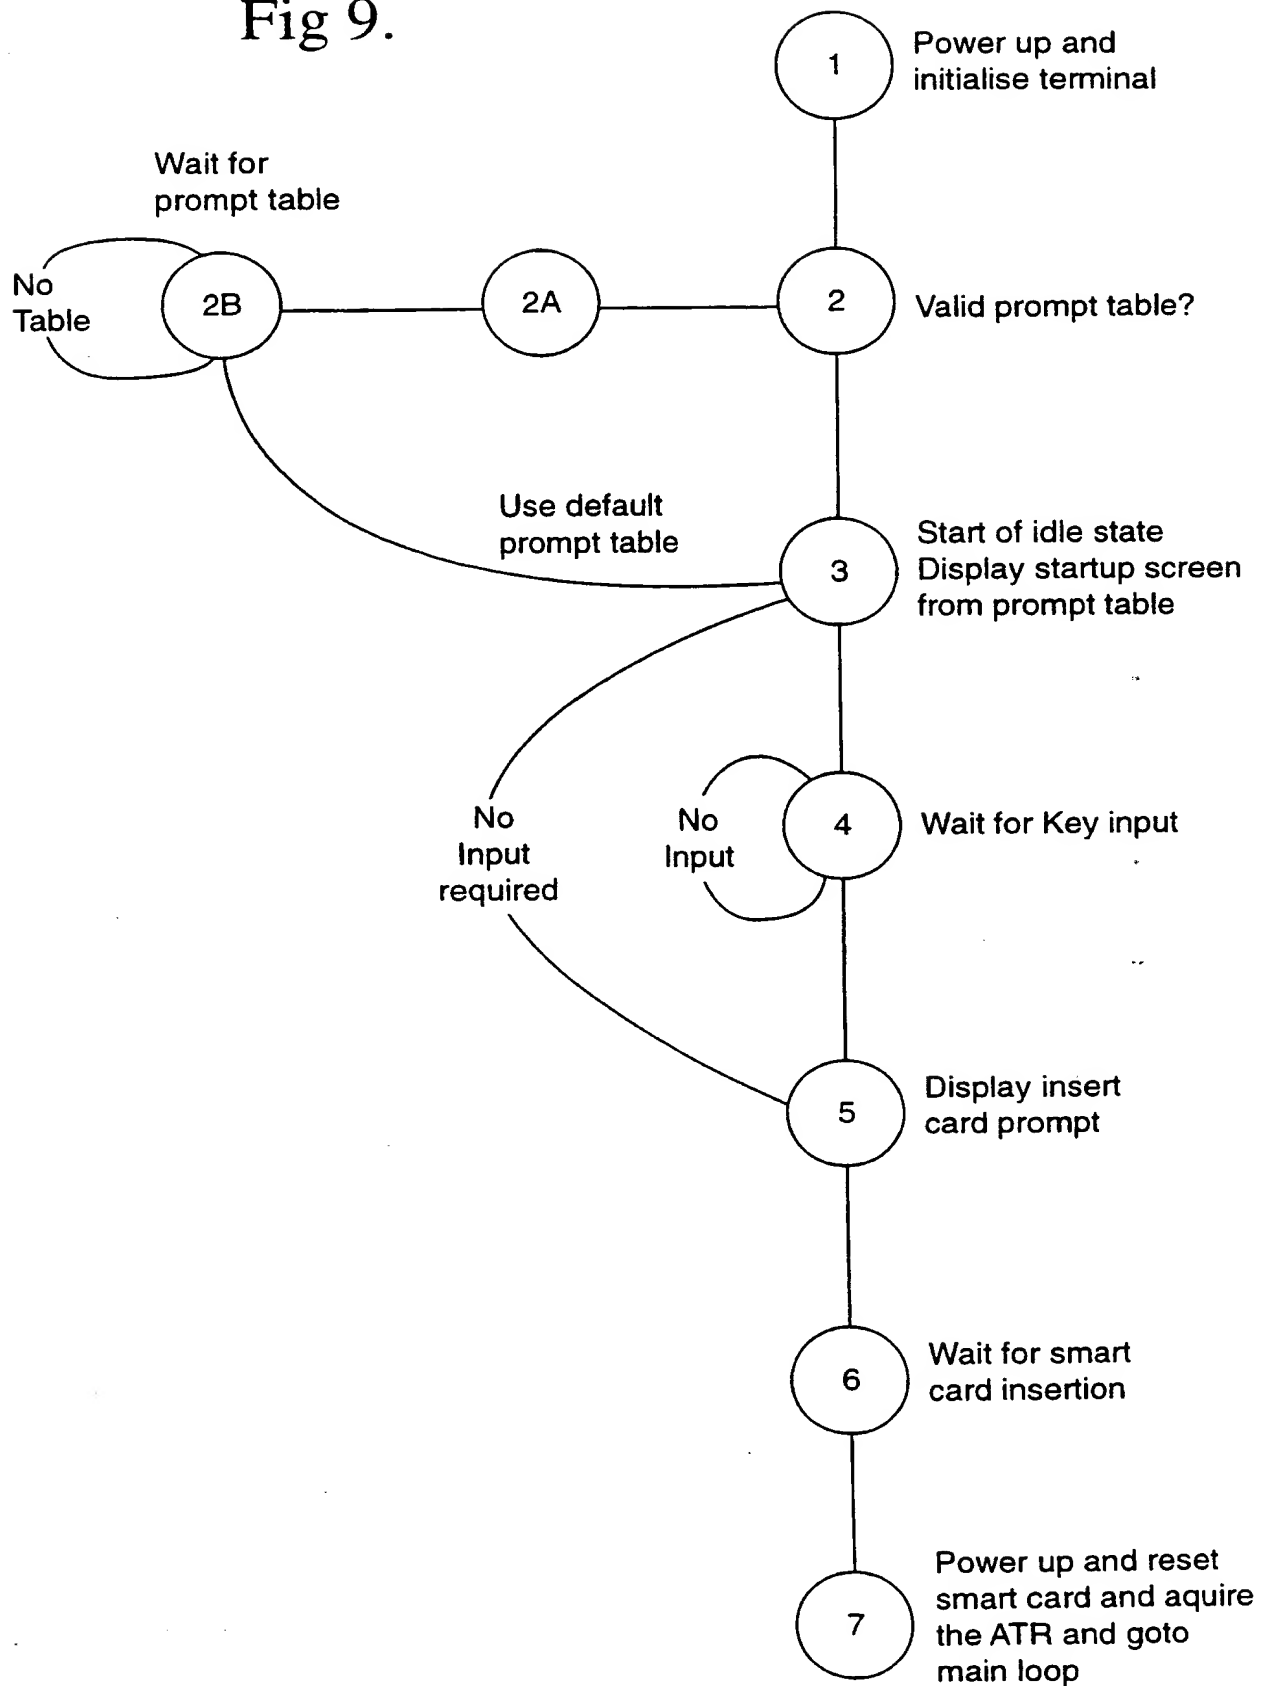 Fig 9.
1
Power up and
initialise terminal
Wait for
prompt table
No
Table
2B
2A
2
Valid prompt table?
Use default
prompt table
3
Start of idle state
Display startup screen
from prompt table
No
Input
required
No
Input
4
Wait for Key input
5
Display insert
card prompt
6
Wait for smart
card insertion
7
Power up and reset
smart card and aquire
the ATR and goto
main loop